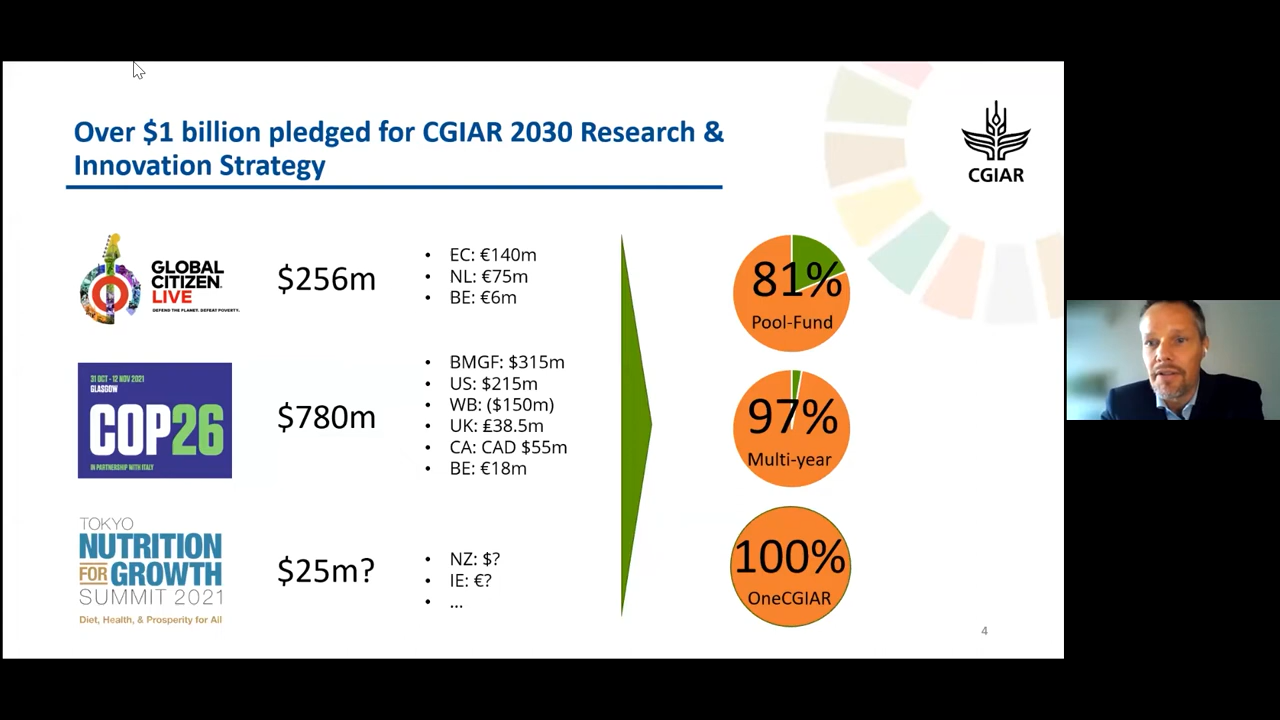 Over $1 billion pledged for CGIAR 2030 Research &
Innovation Strategy
CGIAR
GLOBAL
CITIZEN
LIVE
DEFEND THE PLANET. DEFEAT POVERTY.
$256m
• EC: €140m
• NL: €75m
• BE: €6m
81%
Pool-Fund
31 OCT - 12 NOV 2021
GLASGOW
COP26
IN PARTNERSHIP WITH ITALY
$780m
• BMGF: $315m
• US: $215m
• WB: ($150m)
• UK: £38.5m
• CA: CAD $55m
• BE: €18m
97%
Multi-year
TOKYO
NUTRITION
FOR GROWTH
SUMMIT 2021
Diet, Health, & Prosperity for All
$25m?
• NZ: $?
• IE: €?
• ...
100%
OneCGIAR
4